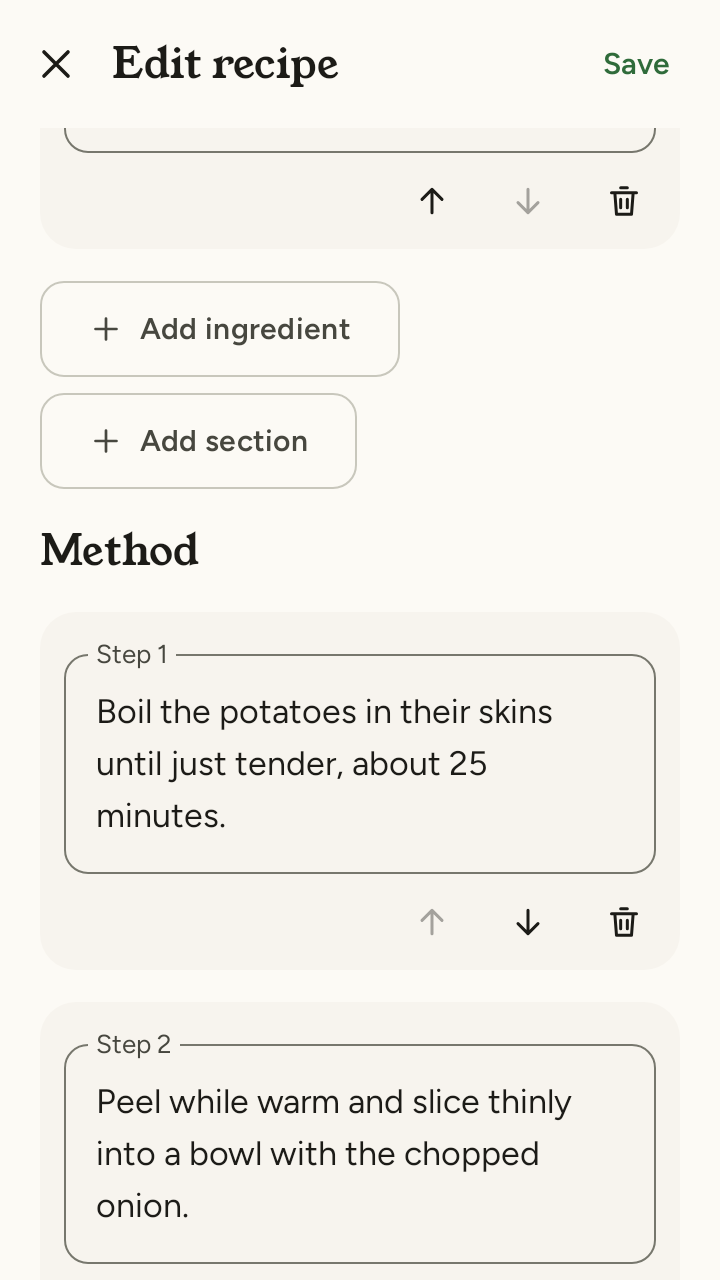 Edit recipe
Save
Add ingredient
Add section
Method
Step 1
Boil the potatoes in their skins
until just tender, about 25
minutes.
Step 2
Peel while warm and slice thinly
into a bowl with the chopped
onion.